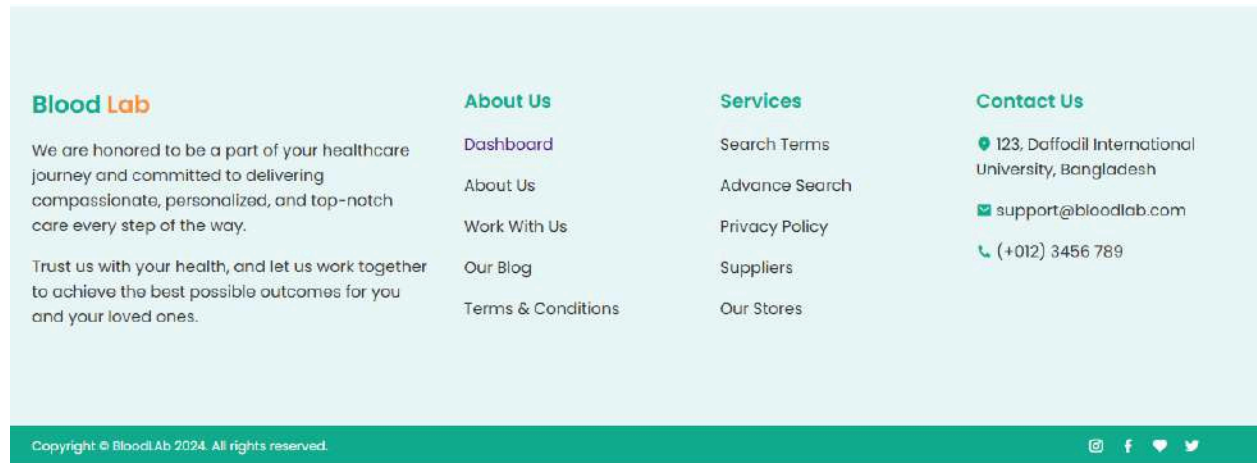 Blood Lab
We are honored to be a part of your healthcare
journey and committed to delivering
compassionate, personalized, and top-notch
care every step of the way.
Trust us with your health, and let us work together
to achieve the best possible outcomes for you
and your loved ones.
About Us
Dashboard
About Us
Work With Us
Our Blog
Terms & Conditions
Services
Search Terms
Advance Search
Privacy Policy
Suppliers
Our Stores
Contact Us
123, Daffodil International
University, Bangladesh
support@bloodlab.com
(+012) 3456 789
Copyright © BloodLAb 2024. All rights reserved.